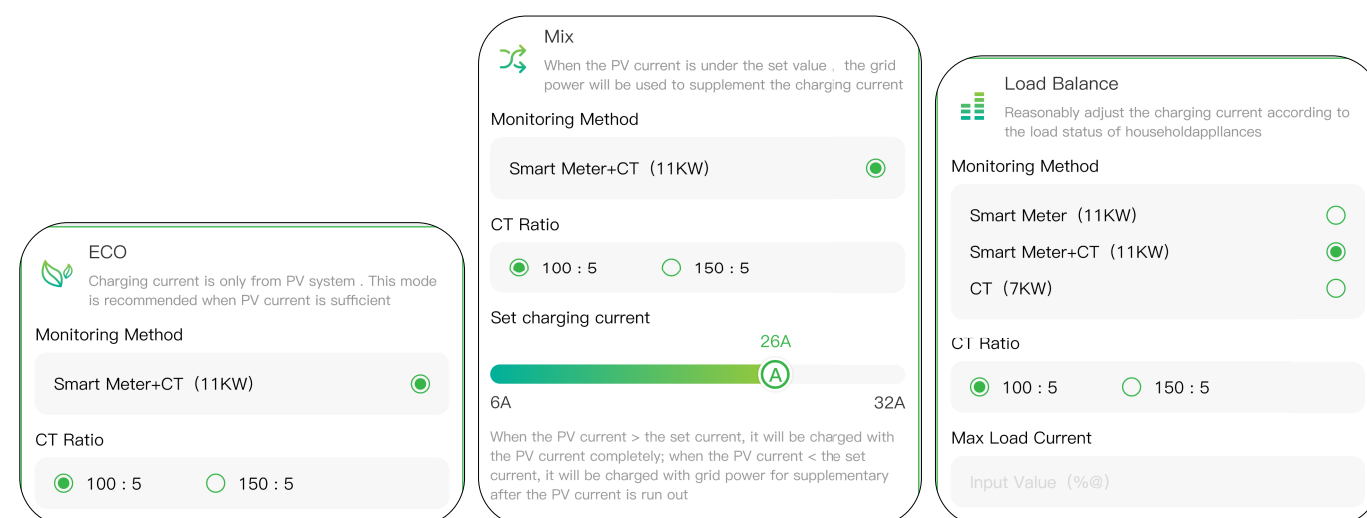 ECO
Charging current is only from PV system . This mode
is recommended when PV current is sufficient
Monitoring Method
Smart Meter+CT (11KW)
CT Ratio
100 : 5
150 : 5
Mix
When the PV current is under the set value , the grid
power will be used to supplement the charging current
Monitoring Method
Smart Meter+CT (11KW)
CT Ratio
100 : 5
150 : 5
Set charging current
26A
A
6A
32A
When the PV current > the set current, it will be charged with
the PV current completely; when the PV current < the set
current, it will be charged with grid power for supplementary
after the PV current is run out
Load Balance
Reasonably adjust the charging current according to
the load status of householdappllances
Monitoring Method
Smart Meter (11KW)
Smart Meter+CT (11KW)
CT (7KW)
CT Ratio
100 : 5
150 : 5
Max Load Current
Input Value (%@)